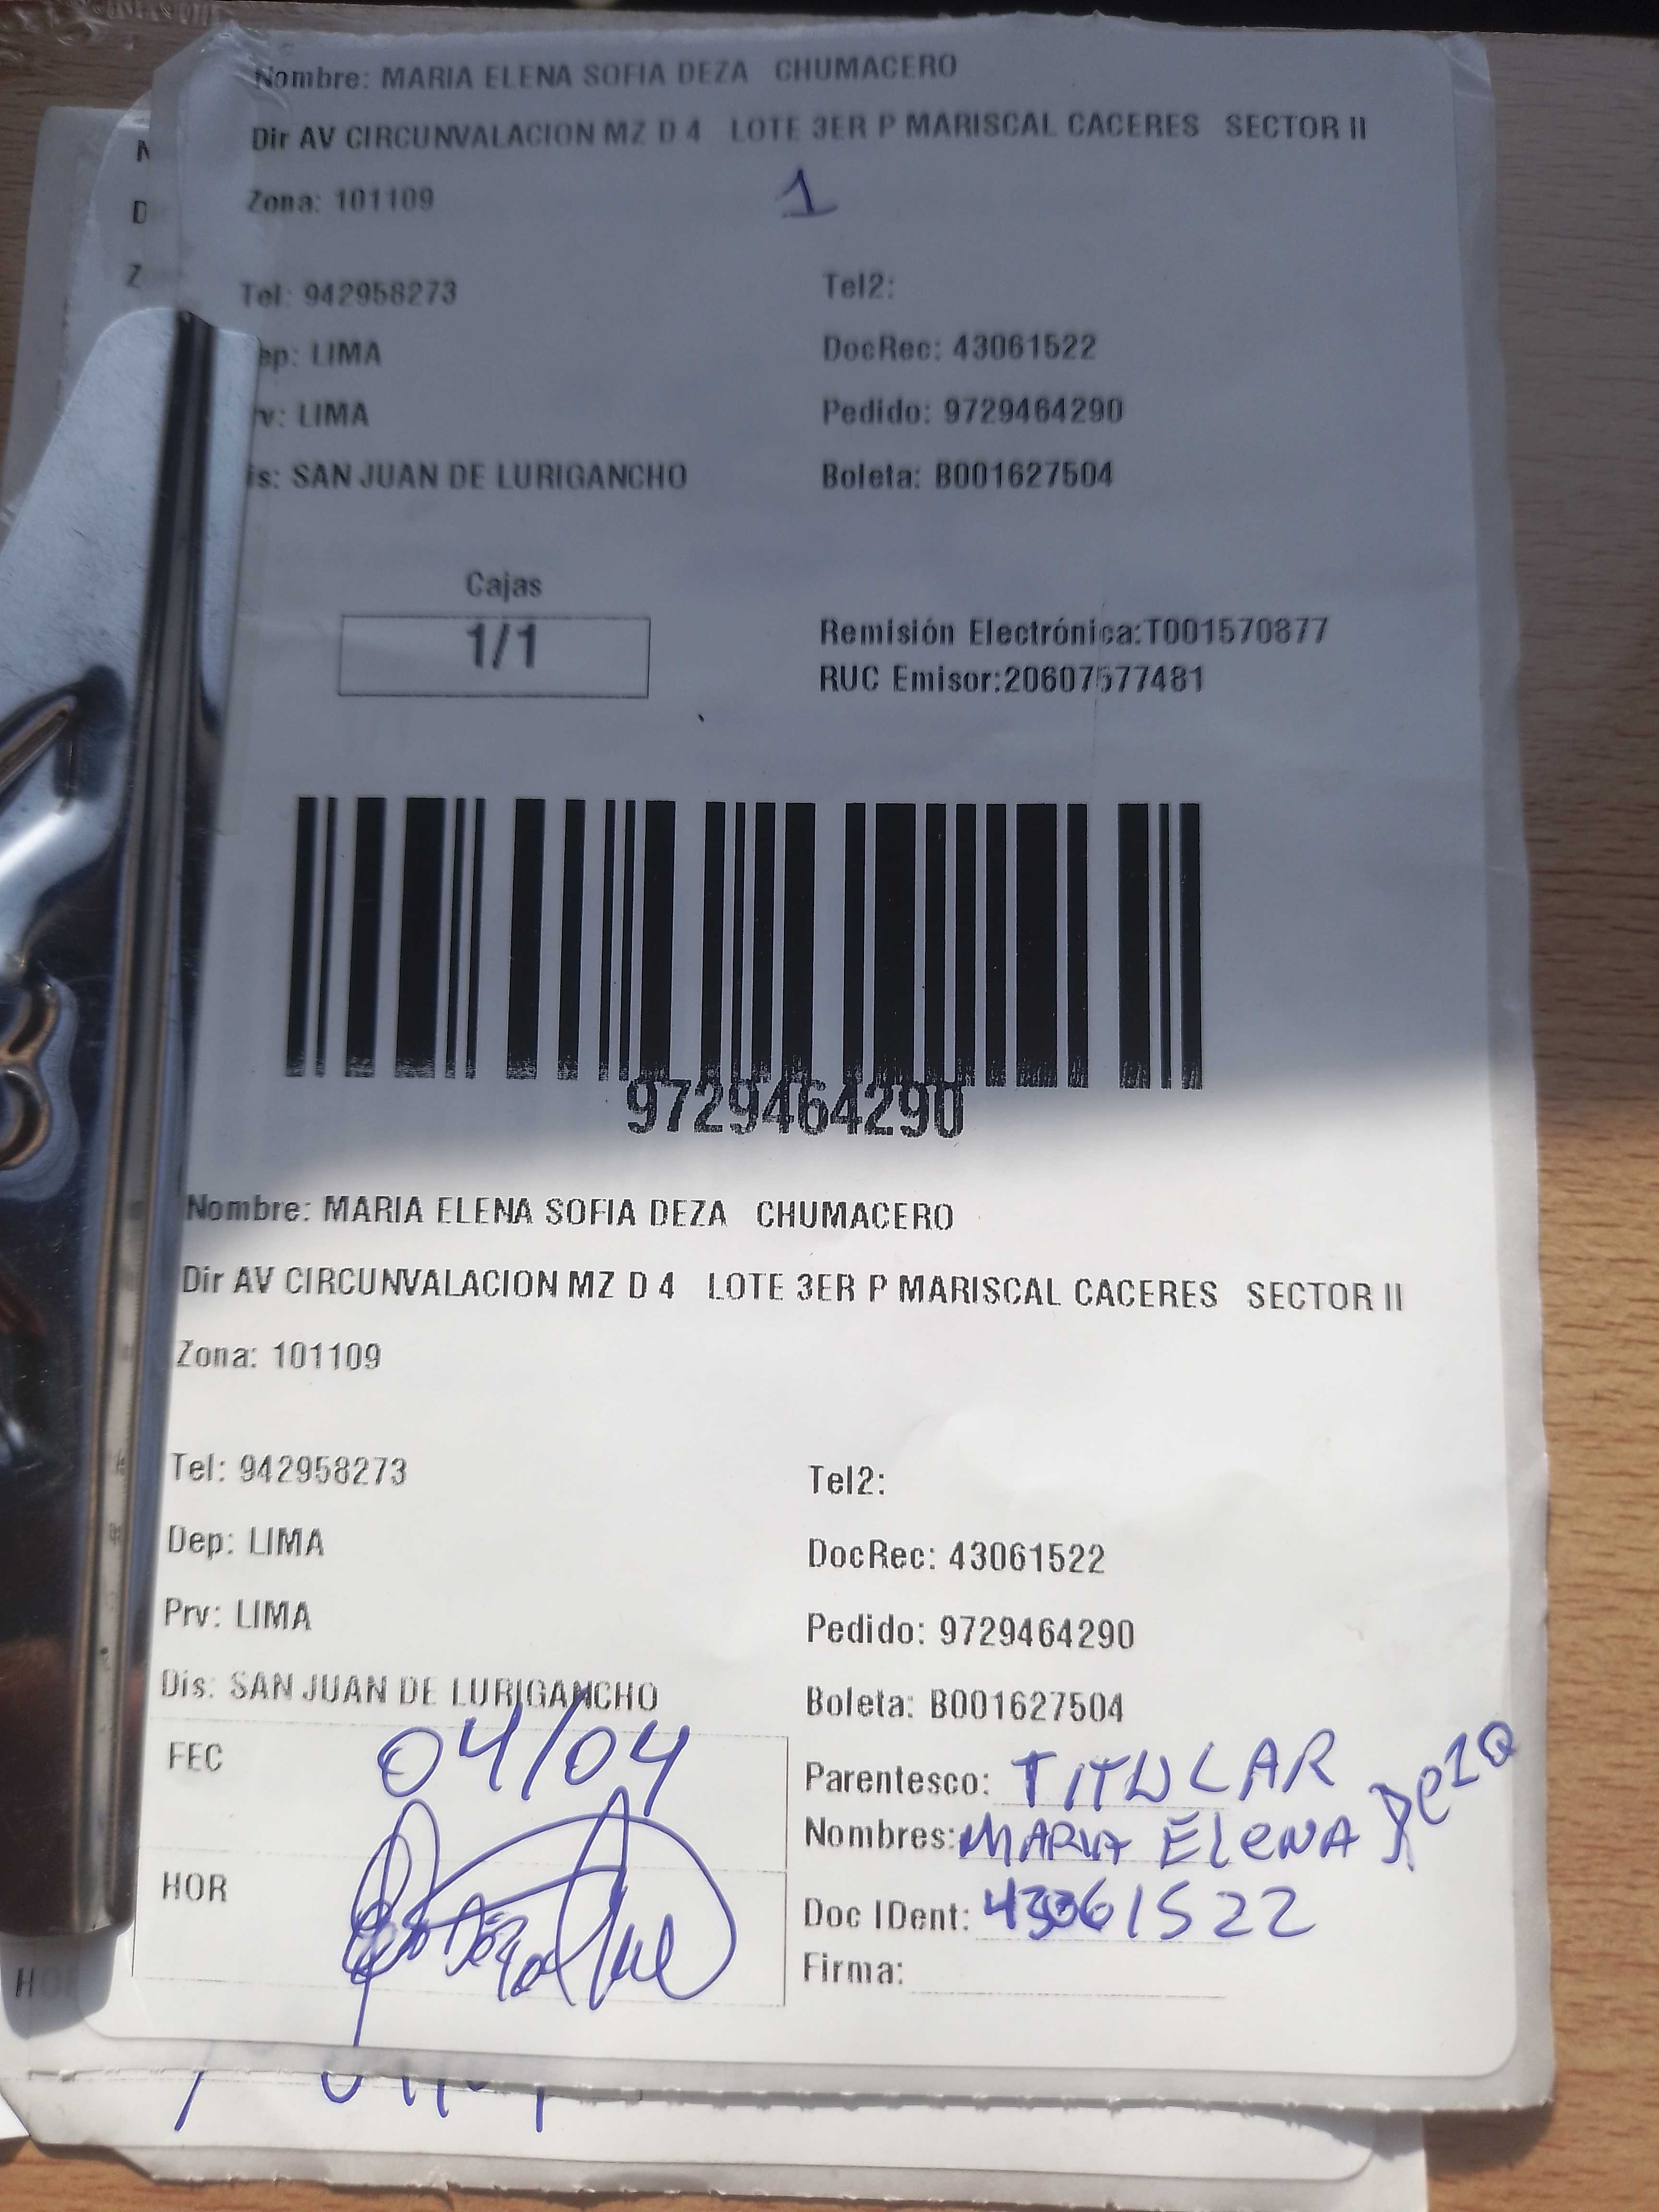 Nombre: MARIA ELENA SOFIA DEZA CHUMACERO
Dir AV CIRCUNVALACION MZ D 4 LOTE 3ER P MARISCAL CACERES SECTOR II
Zona: 101109
1
Tel: 942958273 Tel2:
ep: LIMA DocRec: 43061522
rv: LIMA Pedido: 9729464290
is: SAN JUAN DE LURIGANCHO Boleta: B001627504
Cajas
1/1
Remisión Electrónica:T001570877
RUC Emisor:20607577481
9729464290
Nombre: MARIA ELENA SOFIA DEZA CHUMACERO
Dir AV CIRCUNVALACION MZ D 4 LOTE 3ER P MARISCAL CACERES SECTOR II
Zona: 101109
Tel: 942958273 Tel2:
Dep: LIMA DocRec: 43061522
Prv: LIMA Pedido: 9729464290
Dis: SAN JUAN DE LURIGANCHO Boleta: B001627504
FEC 04/04
Parentesco: TITULAR
Nombres: MARIA ELENA Deza
HOR
Doc IDent: 43061522
Firma: